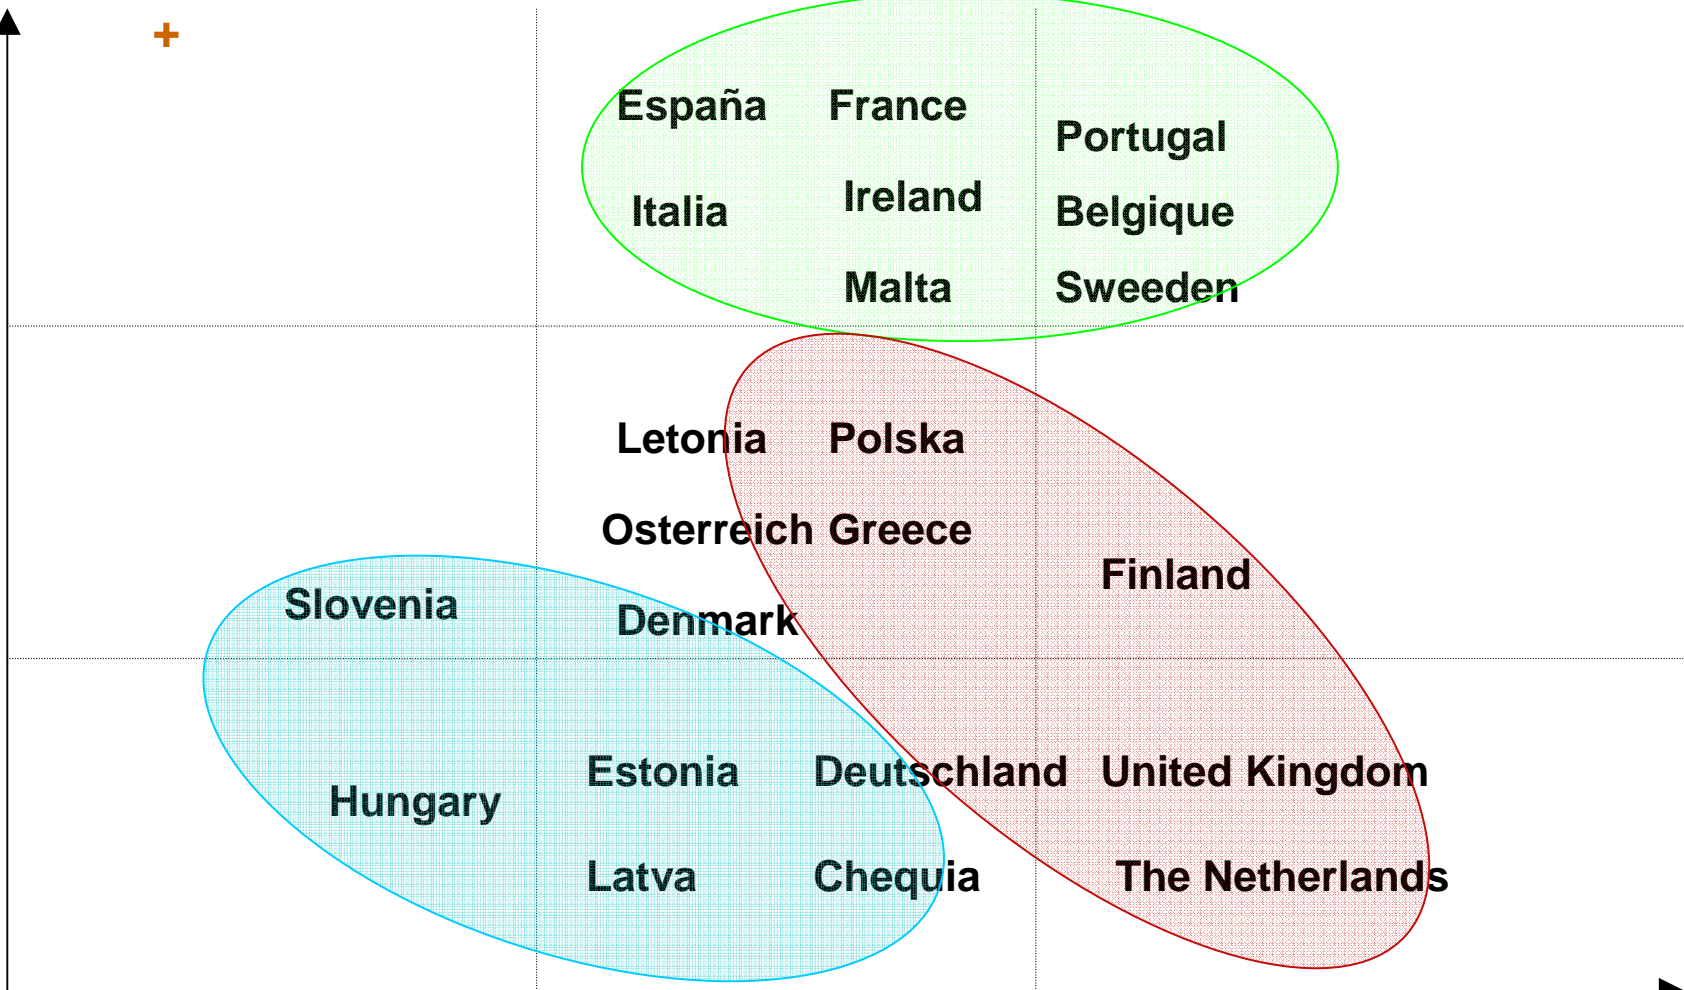 +
España France
Portugal
Ireland
Italia Belgique
Malta Sweeden
Letonia Polska
Osterreich Greece
Finland
Slovenia
Denmark
Estonia Deutschland United Kingdom
Hungary
Latva Chequia The Netherlands